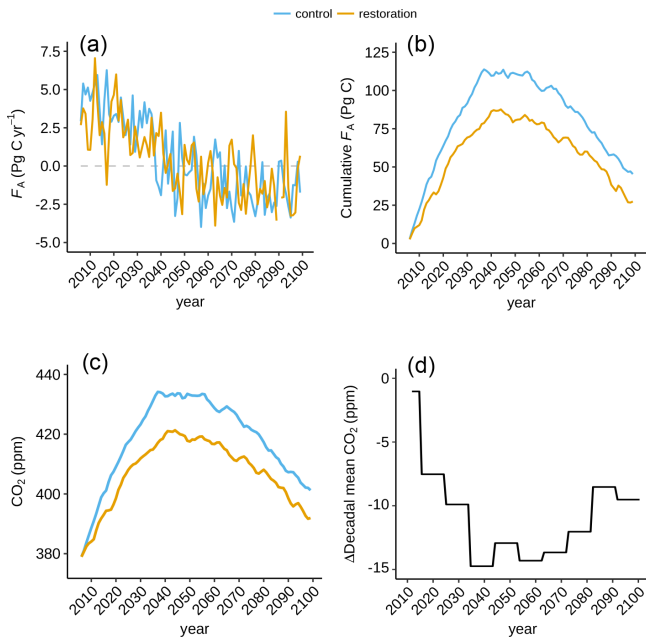 control restoration
(a)
7.5
5.0
2.5
0.0
-2.5
-5.0
F_A (Pg C yr⁻¹)
2010 2020 2030 2040 2050 2060 2070 2080 2090 2100
year
(b)
125
100
75
50
25
0
Cumulative F_A (Pg C)
2010 2020 2030 2040 2050 2060 2070 2080 2090 2100
year
(c)
440
420
400
380
CO₂ (ppm)
2010 2020 2030 2040 2050 2060 2070 2080 2090 2100
year
(d)
0
-5
-10
-15
ΔDecadal mean CO₂ (ppm)
2010 2020 2030 2040 2050 2060 2070 2080 2090 2100
year